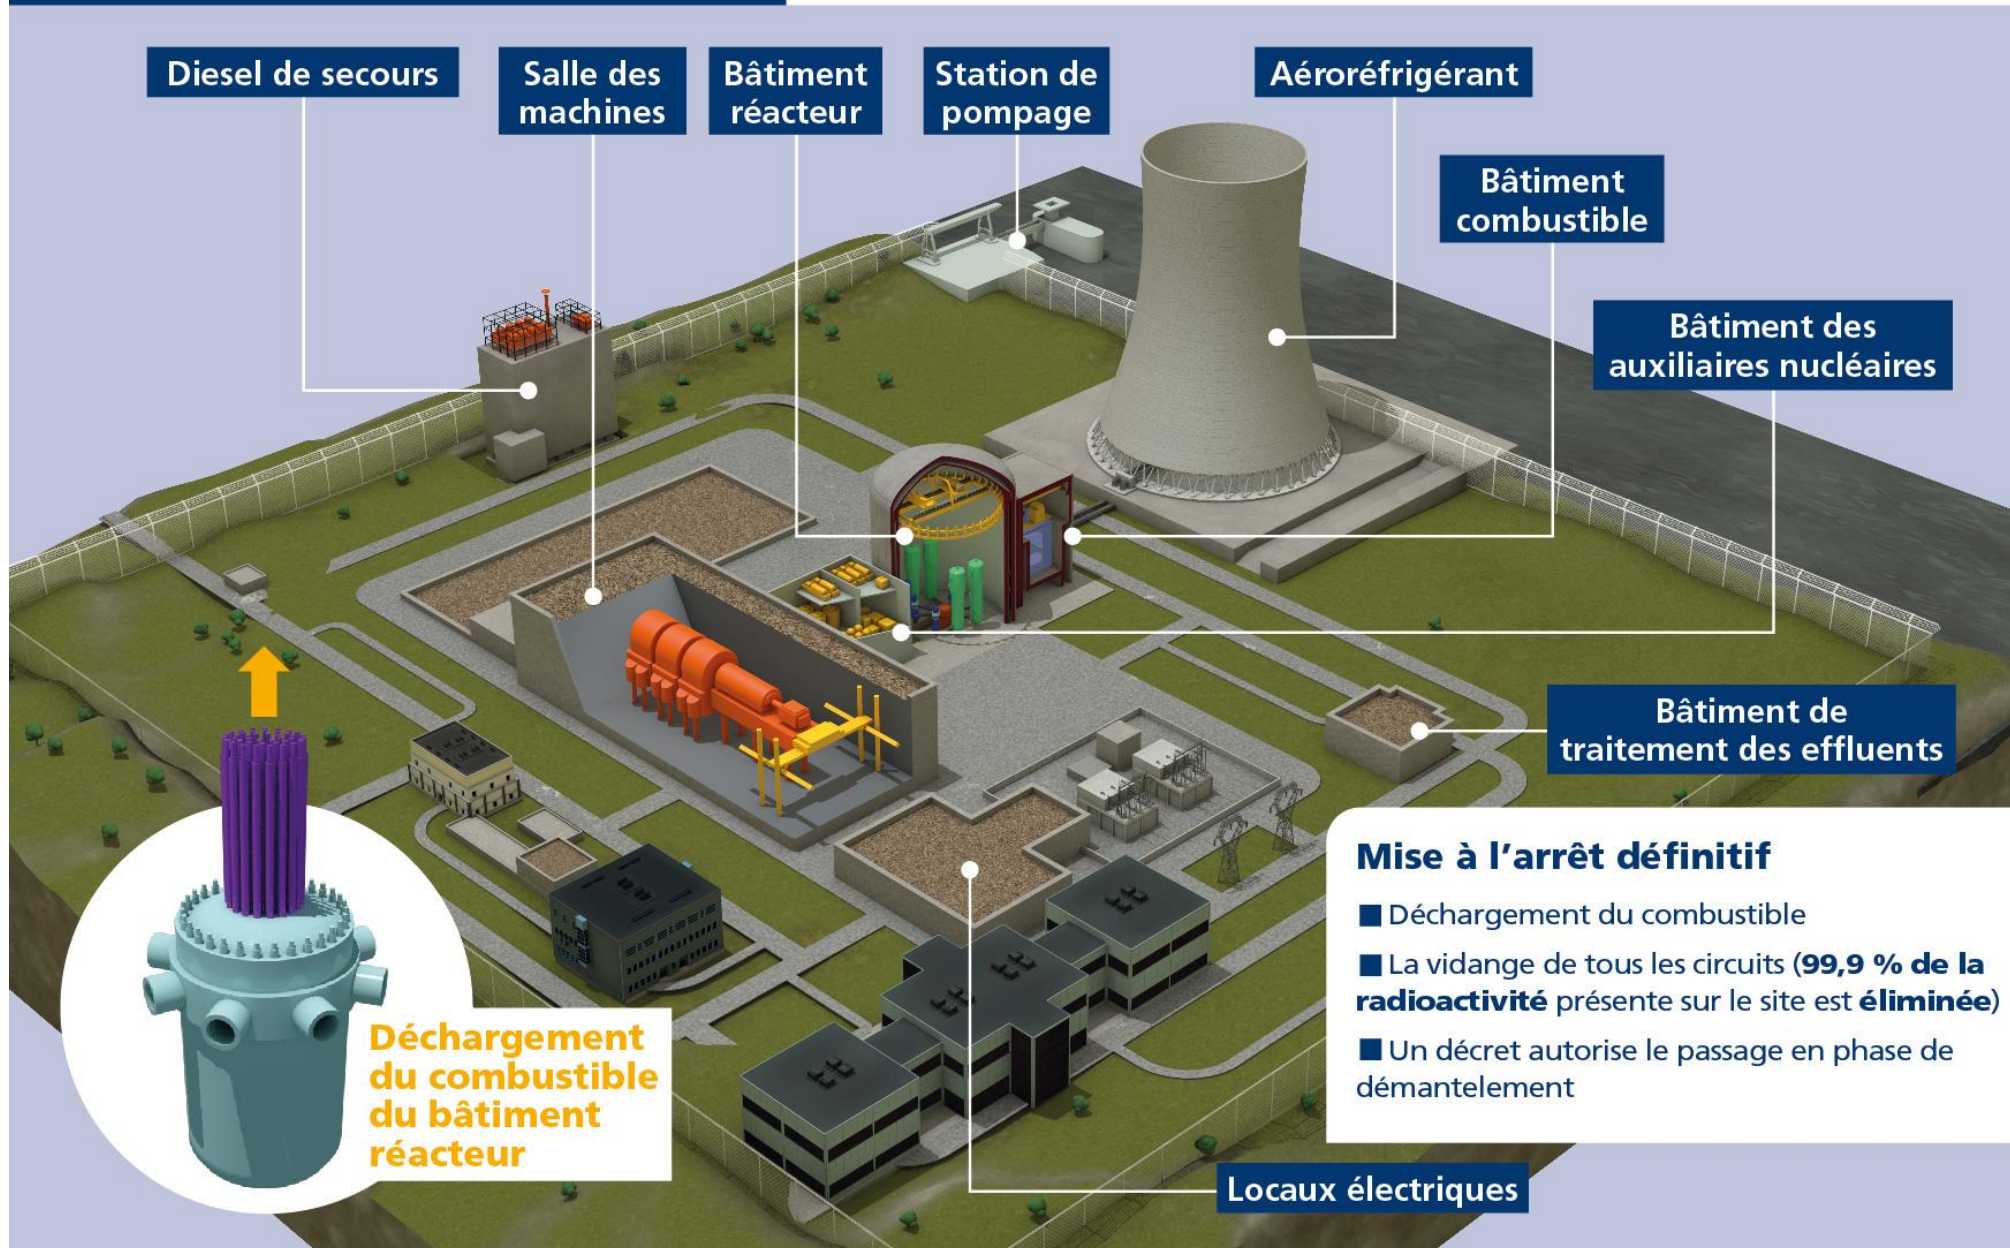 Diesel de secours
Salle des
machines
Bâtiment
réacteur
Station de
pompage
Aéroréfrigérant
Bâtiment
combustible
Bâtiment des
auxiliaires nucléaires
Bâtiment de
traitement des effluents
Mise à l’arrêt définitif
■ Déchargement du combustible
■ La vidange de tous les circuits (99,9 % de la
radioactivité présente sur le site est éliminée)
■ Un décret autorise le passage en phase de
démantelement
Déchargement
du combustible
du bâtiment
réacteur
Locaux électriques